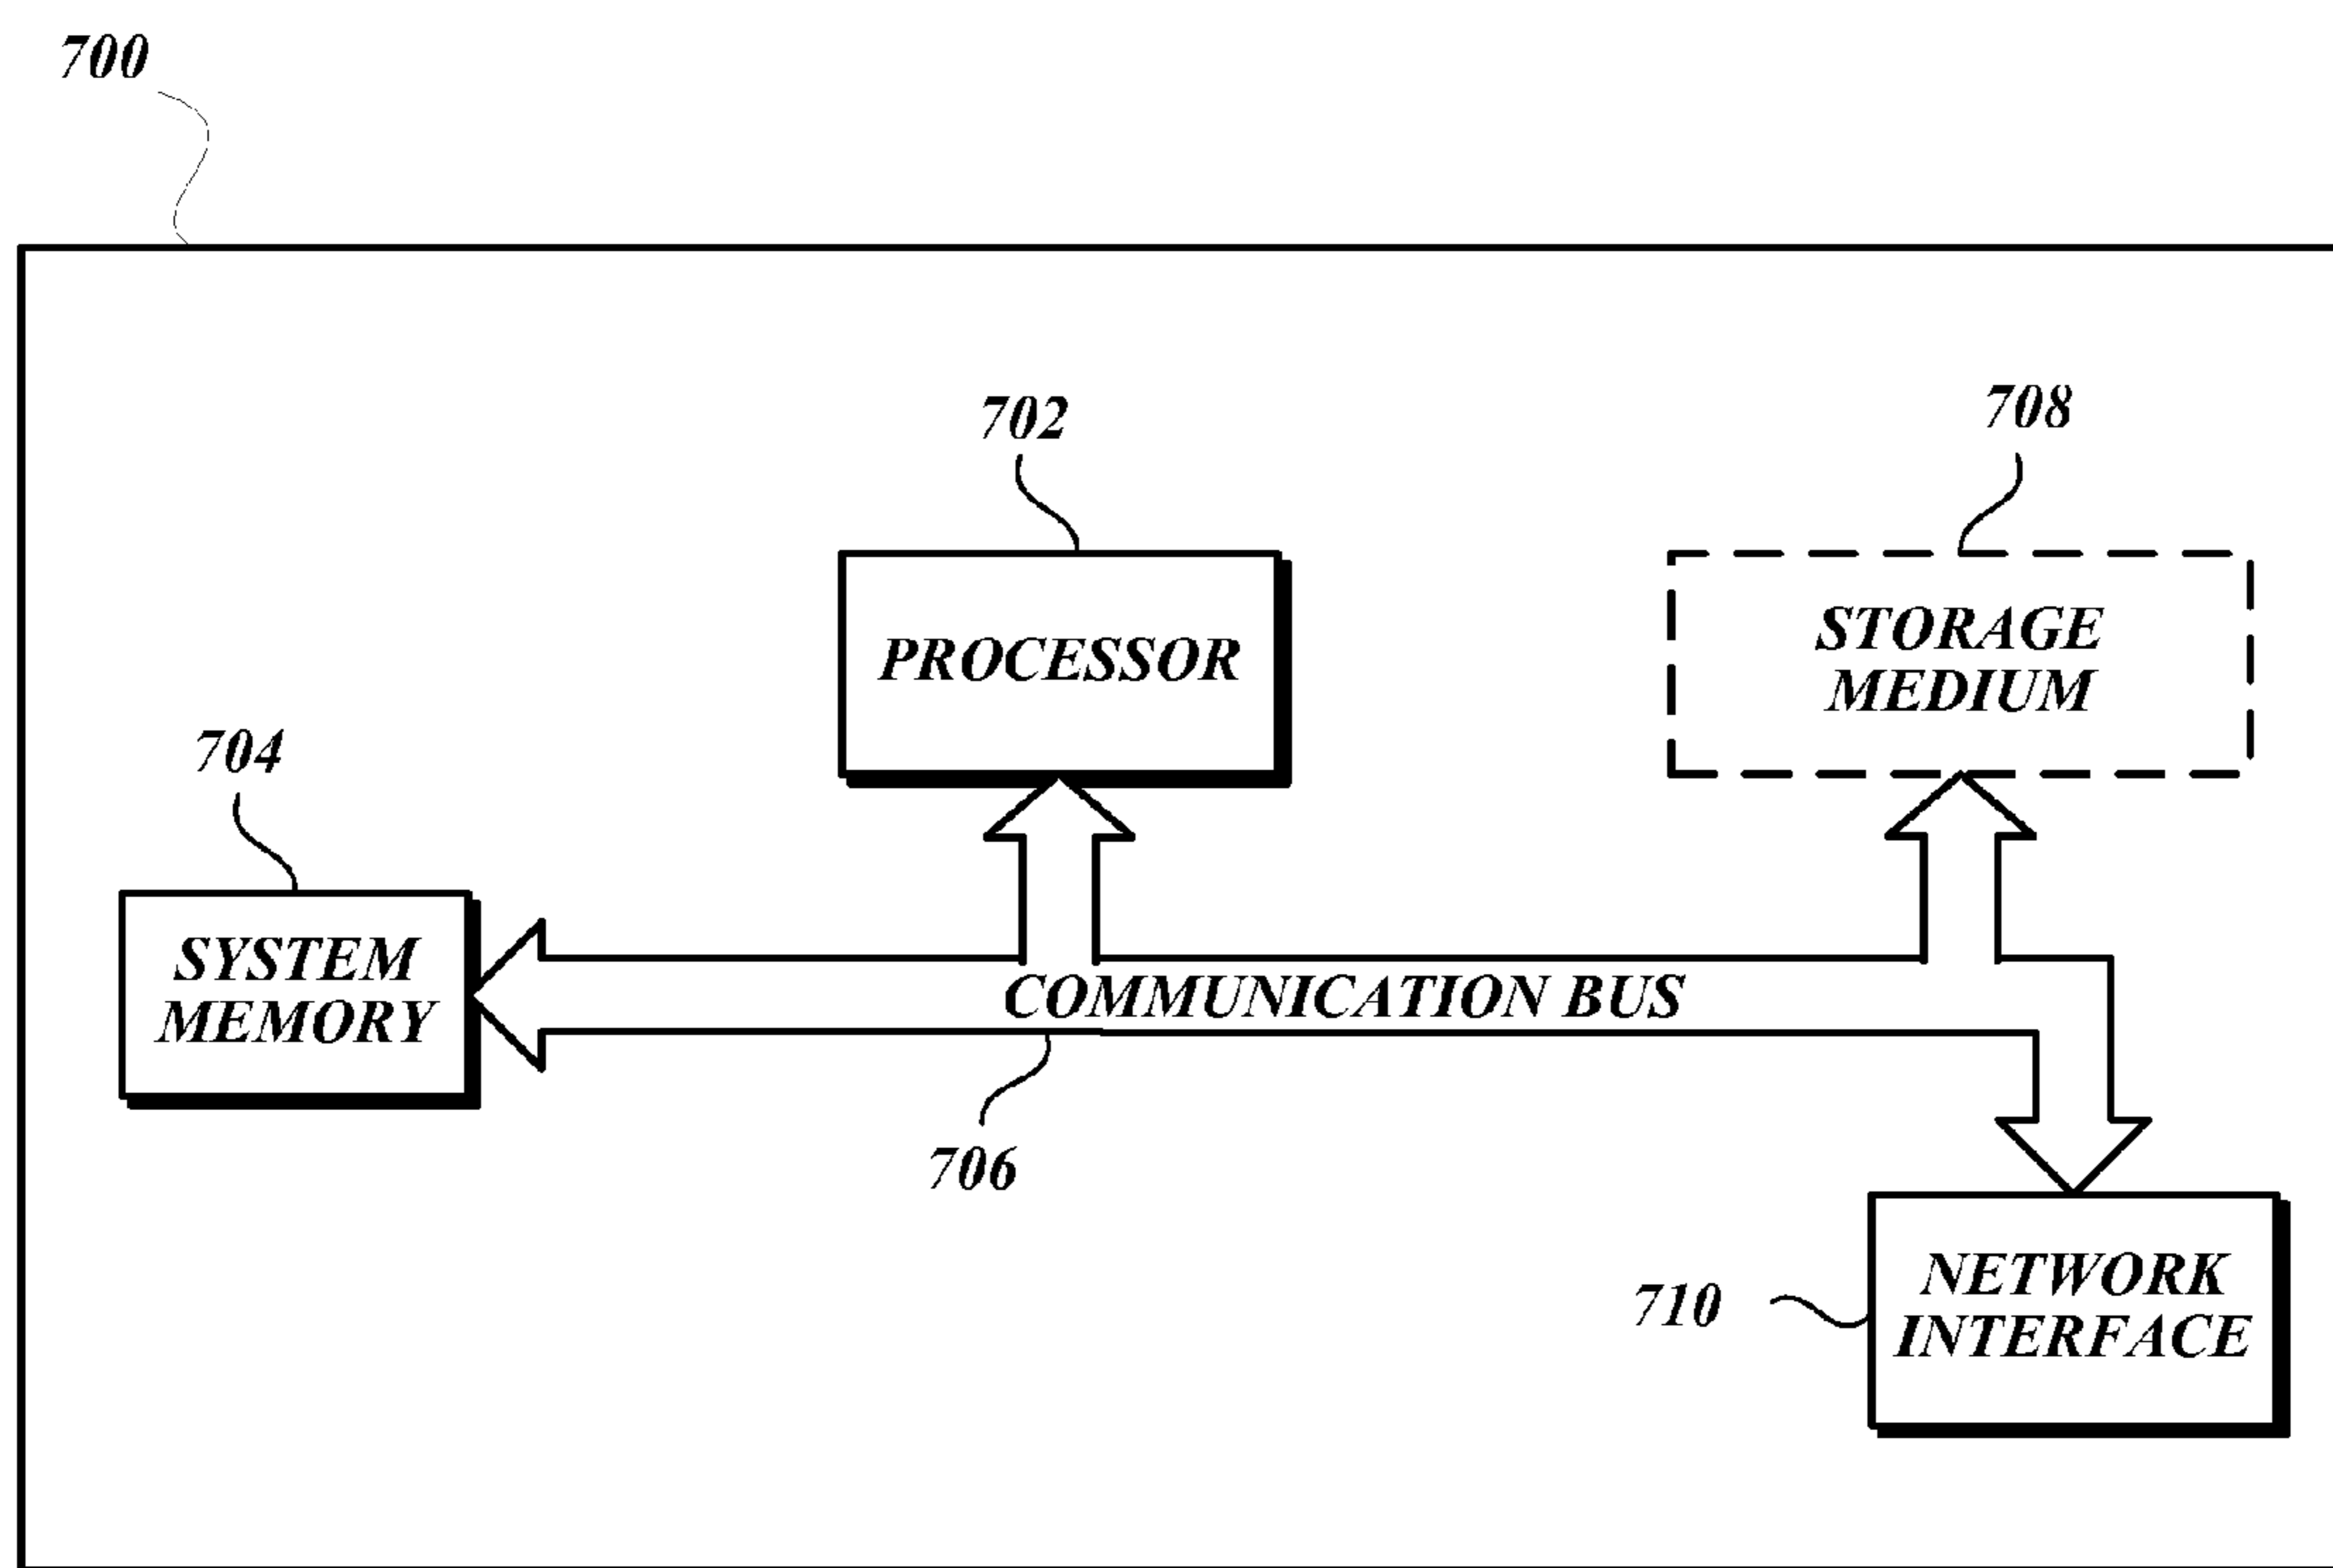 700
702
708
PROCESSOR
STORAGE
MEDIUM
704
SYSTEM
MEMORY
COMMUNICATION BUS
706
710
NETWORK
INTERFACE